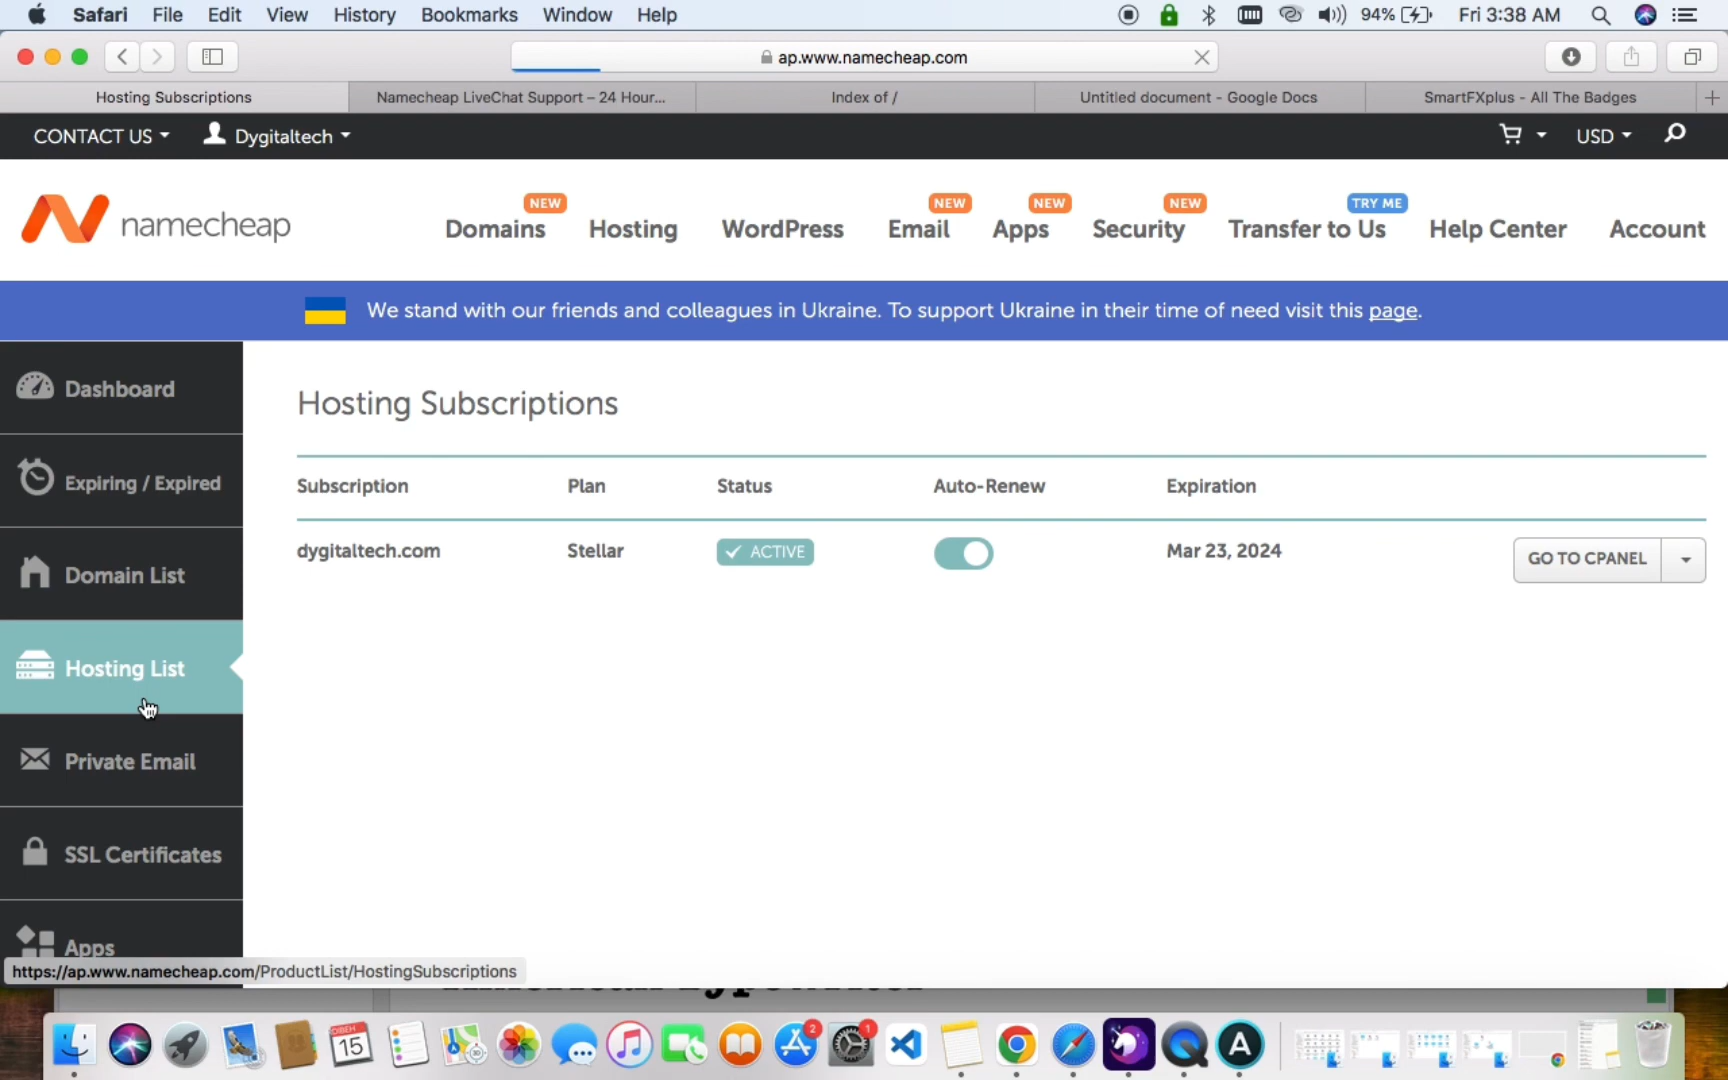 Safari File Edit View History Bookmarks Window Help 94% Fri 3:38 AM
ap.www.namecheap.com
Hosting Subscriptions Namecheap LiveChat Support – 24 Hour... Index of / Untitled document - Google Docs SmartFXplus - All The Badges
CONTACT US Dygitaltech USD
NEW NEW NEW NEW TRY ME
namecheap Domains Hosting WordPress Email Apps Security Transfer to Us Help Center Account
We stand with our friends and colleagues in Ukraine. To support Ukraine in their time of need visit this page.
Dashboard
Expiring / Expired
Domain List
Hosting List
Private Email
SSL Certificates
Apps
Hosting Subscriptions
Subscription Plan Status Auto-Renew Expiration
dygitaltech.com Stellar ACTIVE Mar 23, 2024 GO TO CPANEL
https://ap.www.namecheap.com/ProductList/HostingSubscriptions
15
2
1